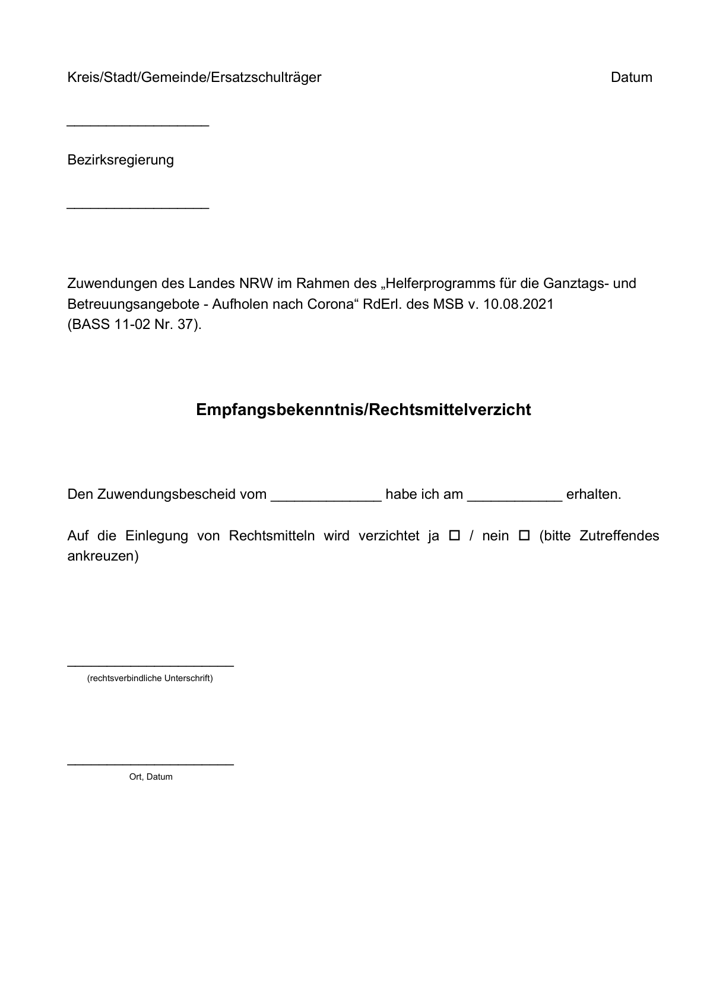 Kreis/Stadt/Gemeinde/Ersatzschulträger Datum
__________________
Bezirksregierung
__________________
Zuwendungen des Landes NRW im Rahmen des „Helferprogramms für die Ganztags- und
Betreuungsangebote - Aufholen nach Corona“ RdErl. des MSB v. 10.08.2021
(BASS 11-02 Nr. 37).
Empfangsbekenntnis/Rechtsmittelverzicht
Den Zuwendungsbescheid vom ______________ habe ich am ____________ erhalten.
Auf die Einlegung von Rechtsmitteln wird verzichtet ja □ / nein □ (bitte Zutreffendes
ankreuzen)
_____________________
(rechtsverbindliche Unterschrift)
_____________________
Ort, Datum